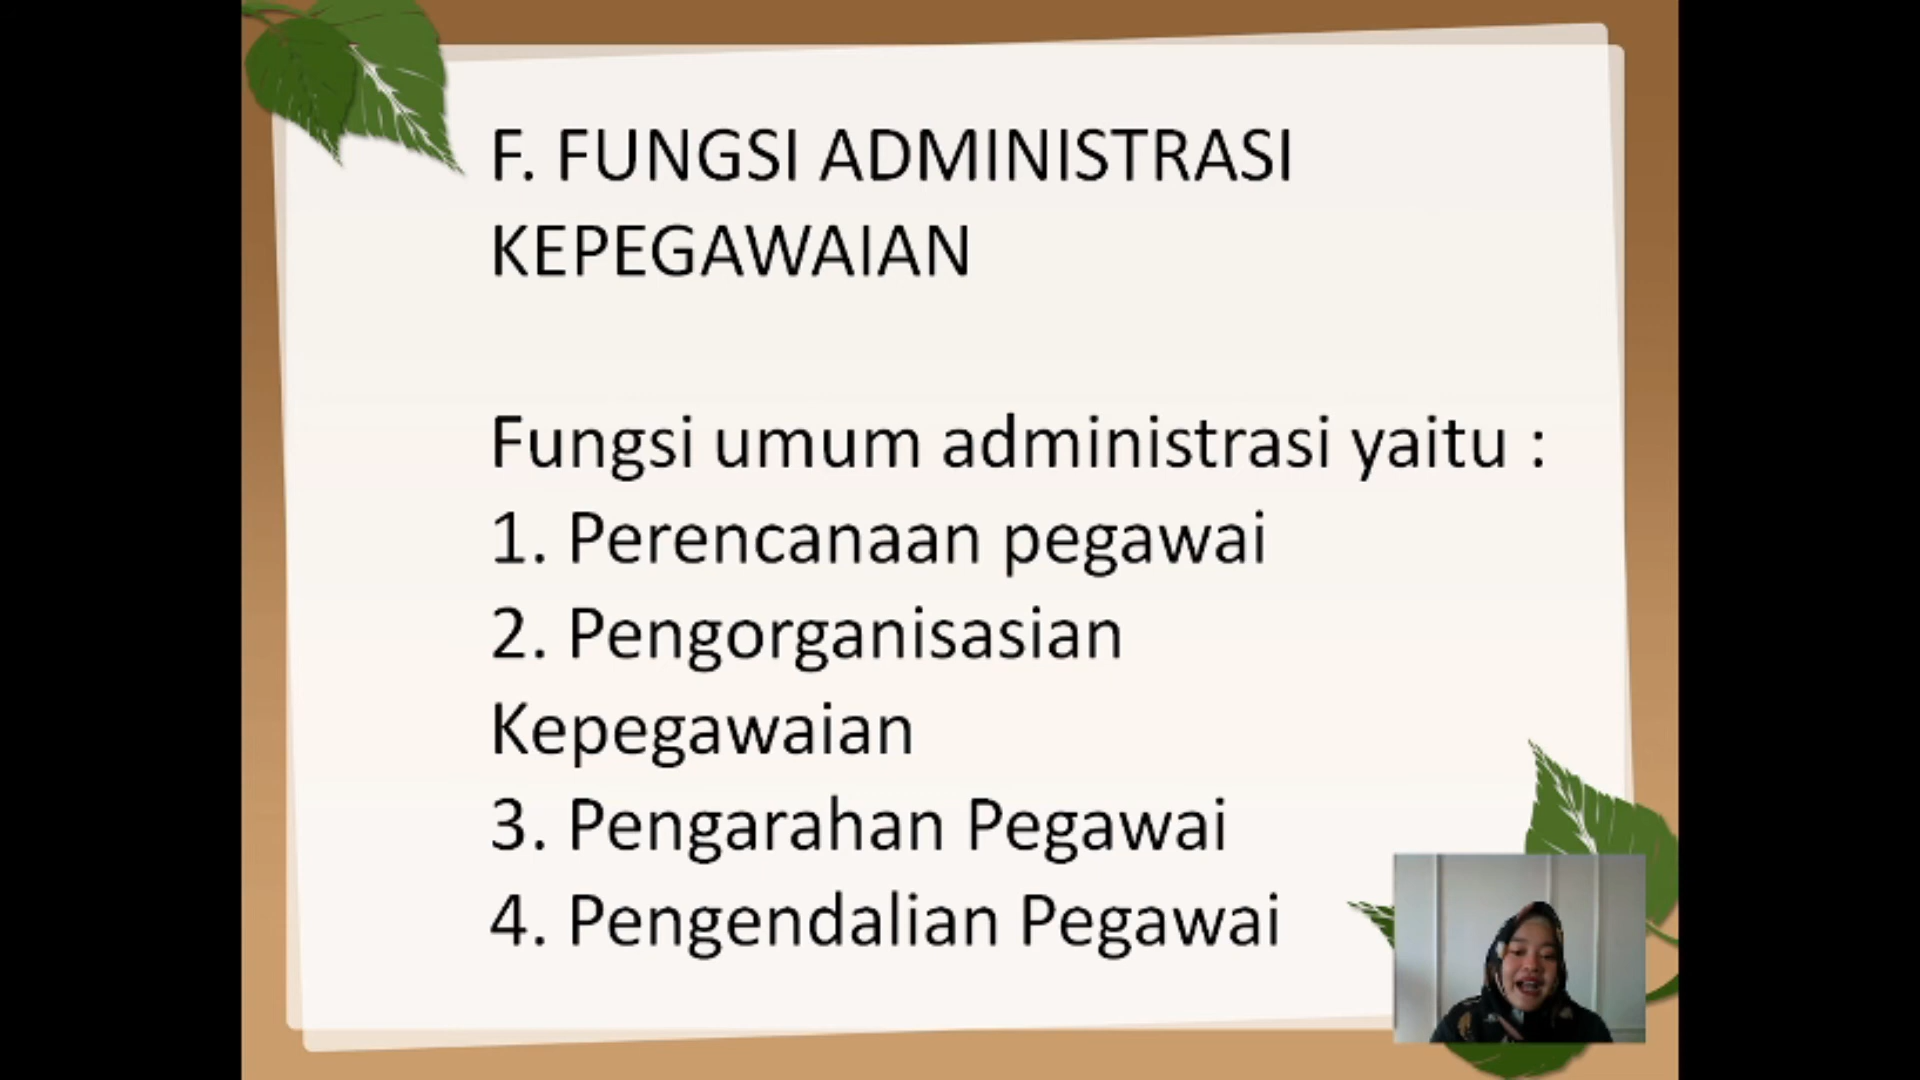 F. FUNGSI ADMINISTRASI
KEPEGAWAIAN
Fungsi umum administrasi yaitu :
1. Perencanaan pegawai
2. Pengorganisasian
Kepegawaian
3. Pengarahan Pegawai
4. Pengendalian Pegawai